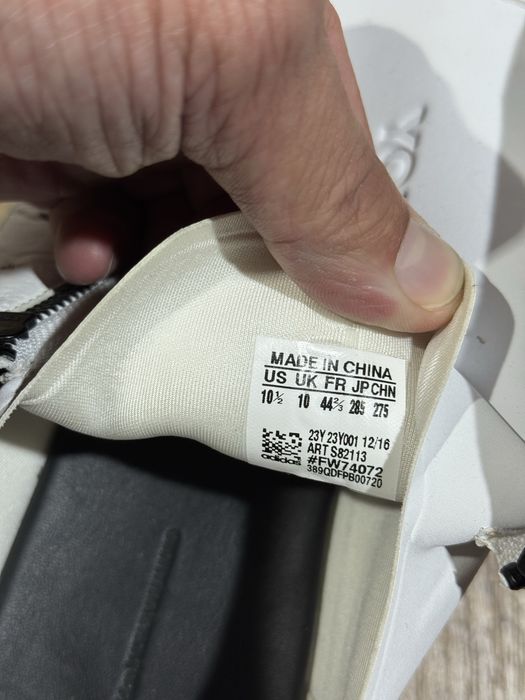 MADE IN CHINA
US UK FR JP CHN
10½ 10 44⅔ 285 275
23Y 23Y001 12/16
ART S82113
#FW74072
389QDFPB00720
adidas